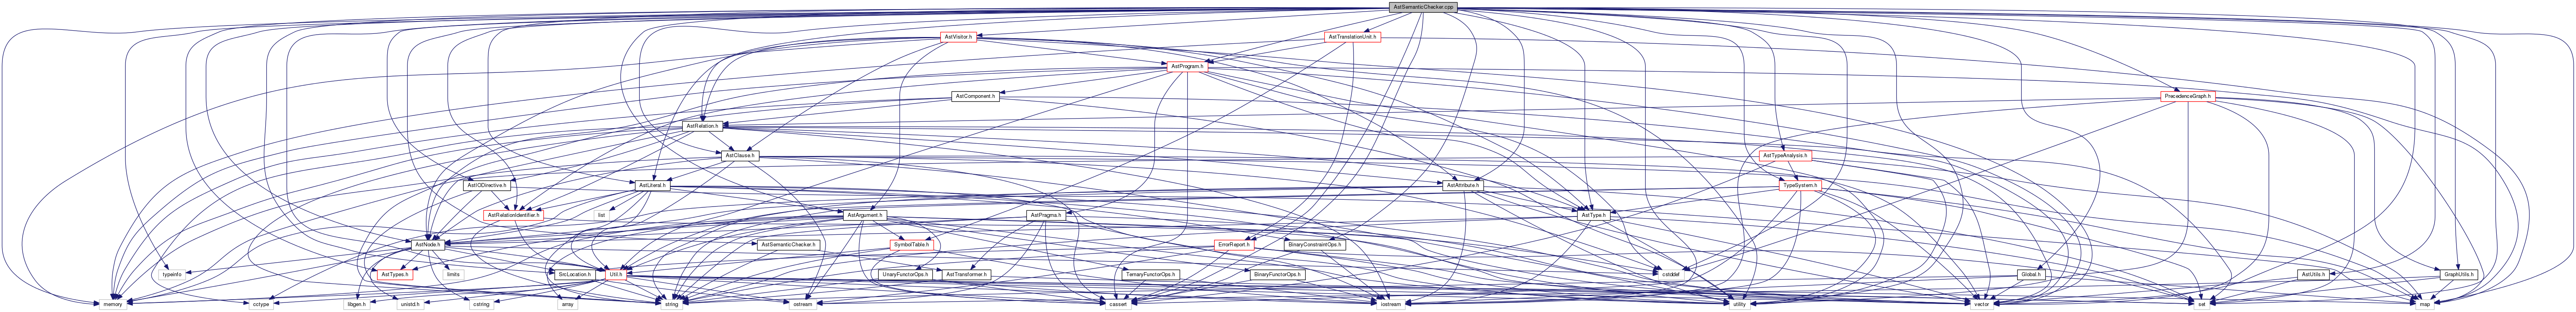 AstSemanticChecker.cpp
AstVisitor.h
AstTranslationUnit.h
AstProgram.h
AstComponent.h
PrecedenceGraph.h
AstRelation.h
AstClause.h
AstTypeAnalysis.h
AstIODirective.h
AstLiteral.h
AstAttribute.h
TypeSystem.h
AstRelationIdentifier.h
list
AstArgument.h
AstPragma.h
AstType.h
AstNode.h
AstSemanticChecker.h
SymbolTable.h
ErrorReport.h
BinaryConstraintOps.h
typeinfo
AstTypes.h
limits
SrcLocation.h
Util.h
UnaryFunctorOps.h
AstTransformer.h
TernaryFunctorOps.h
BinaryFunctorOps.h
cstddef
Global.h
AstUtils.h
GraphUtils.h
memory
cctype
libgen.h
unistd.h
cstring
array
string
ostream
cassert
iostream
utility
vector
set
map